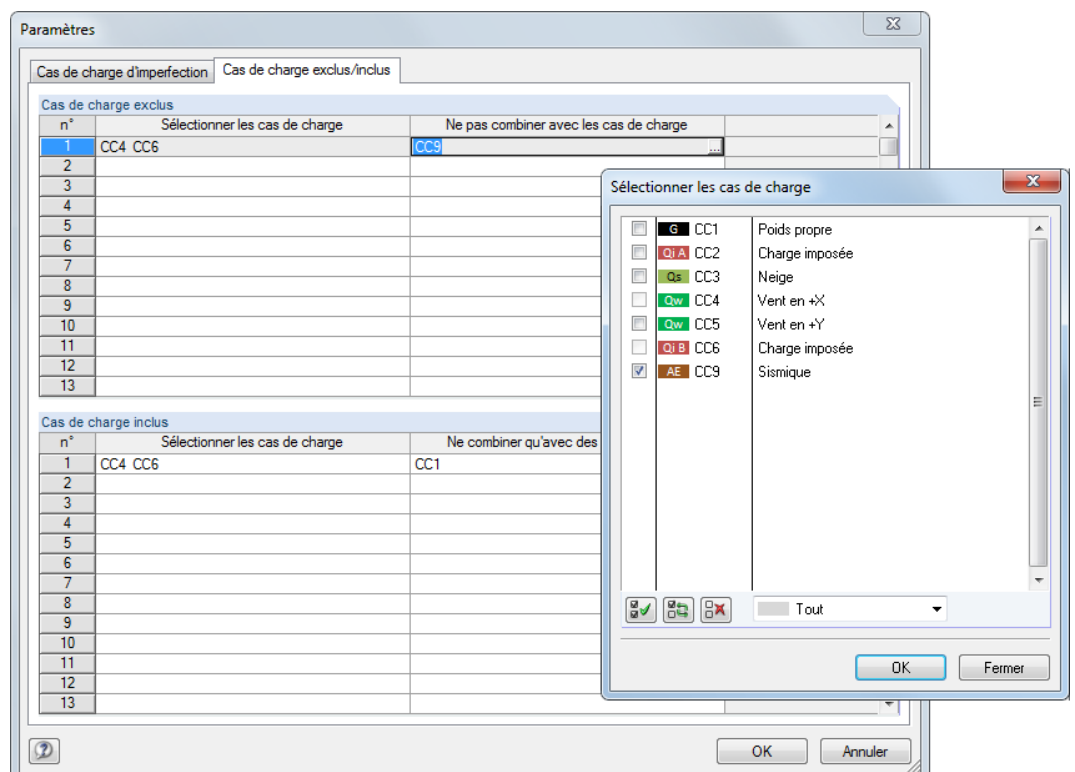 Paramètres
Cas de charge d'imperfection Cas de charge exclus/inclus
Cas de charge exclus
n° Sélectionner les cas de charge Ne pas combiner avec les cas de charge
1 CC4 CC6 CC9 ...
2
3
4
5
6
7
8
9
10
11
12
13
Cas de charge inclus
n° Sélectionner les cas de charge Ne combiner qu'avec des
1 CC4 CC6 CC1
2
3
4
5
6
7
8
9
10
11
12
13
OK Annuler
Sélectionner les cas de charge
G CC1 Poids propre
Qi A CC2 Charge imposée
Qs CC3 Neige
Qw CC4 Vent en +X
Qw CC5 Vent en +Y
Qi B CC6 Charge imposée
AE CC9 Sismique
Tout
OK Fermer